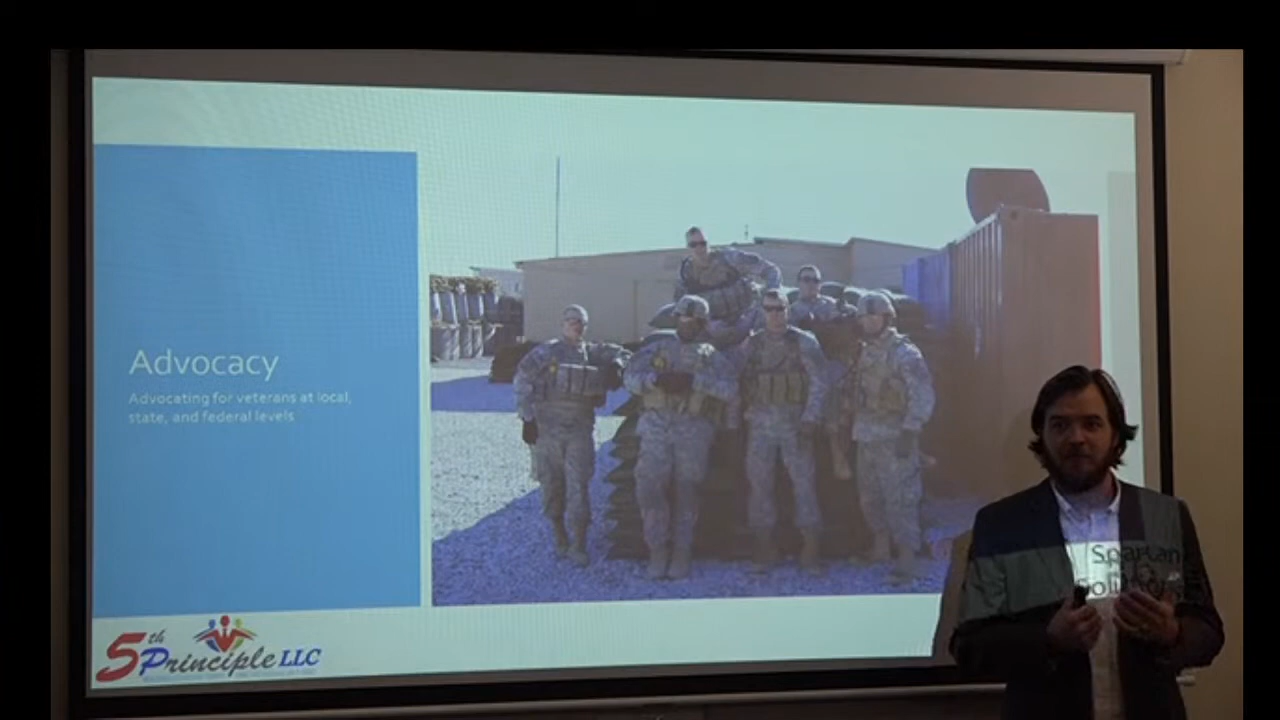 Advocacy
Advocating for veterans at local,
state, and federal levels
5th Principle LLC
Spartan